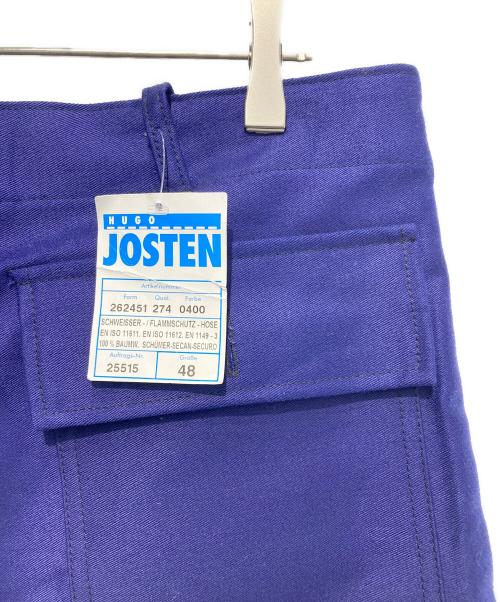 HUGO
JOSTEN
Artikelnummer
Form Qual. Farbe
262451 274 0400
SCHWEISSER - / FLAMMSCHUTZ - HOSE
EN ISO 11611. EN ISO 11612. EN 1149 - 3
100 % BAUMW. SCHÜMER-SECAN-SECURO
Auftrags-Nr. Größe
25515 48